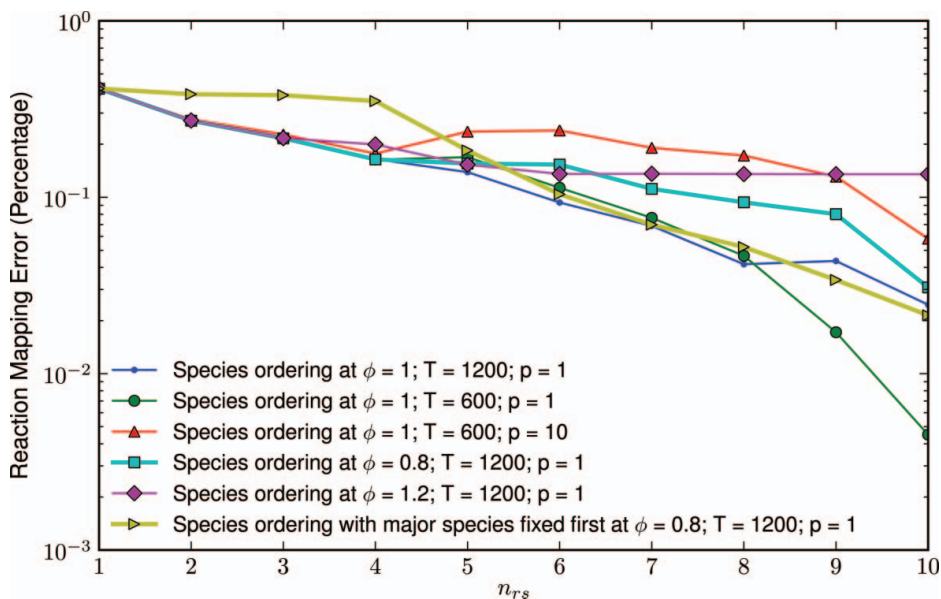 10⁰
10⁻¹
10⁻²
10⁻³
Reaction Mapping Error (Percentage)
Species ordering at ϕ = 1; T = 1200; p = 1
Species ordering at ϕ = 1; T = 600; p = 1
Species ordering at ϕ = 1; T = 600; p = 10
Species ordering at ϕ = 0.8; T = 1200; p = 1
Species ordering at ϕ = 1.2; T = 1200; p = 1
Species ordering with major species fixed first at ϕ = 0.8; T = 1200; p = 1
1 2 3 4 5 6 7 8 9 10
n_rs